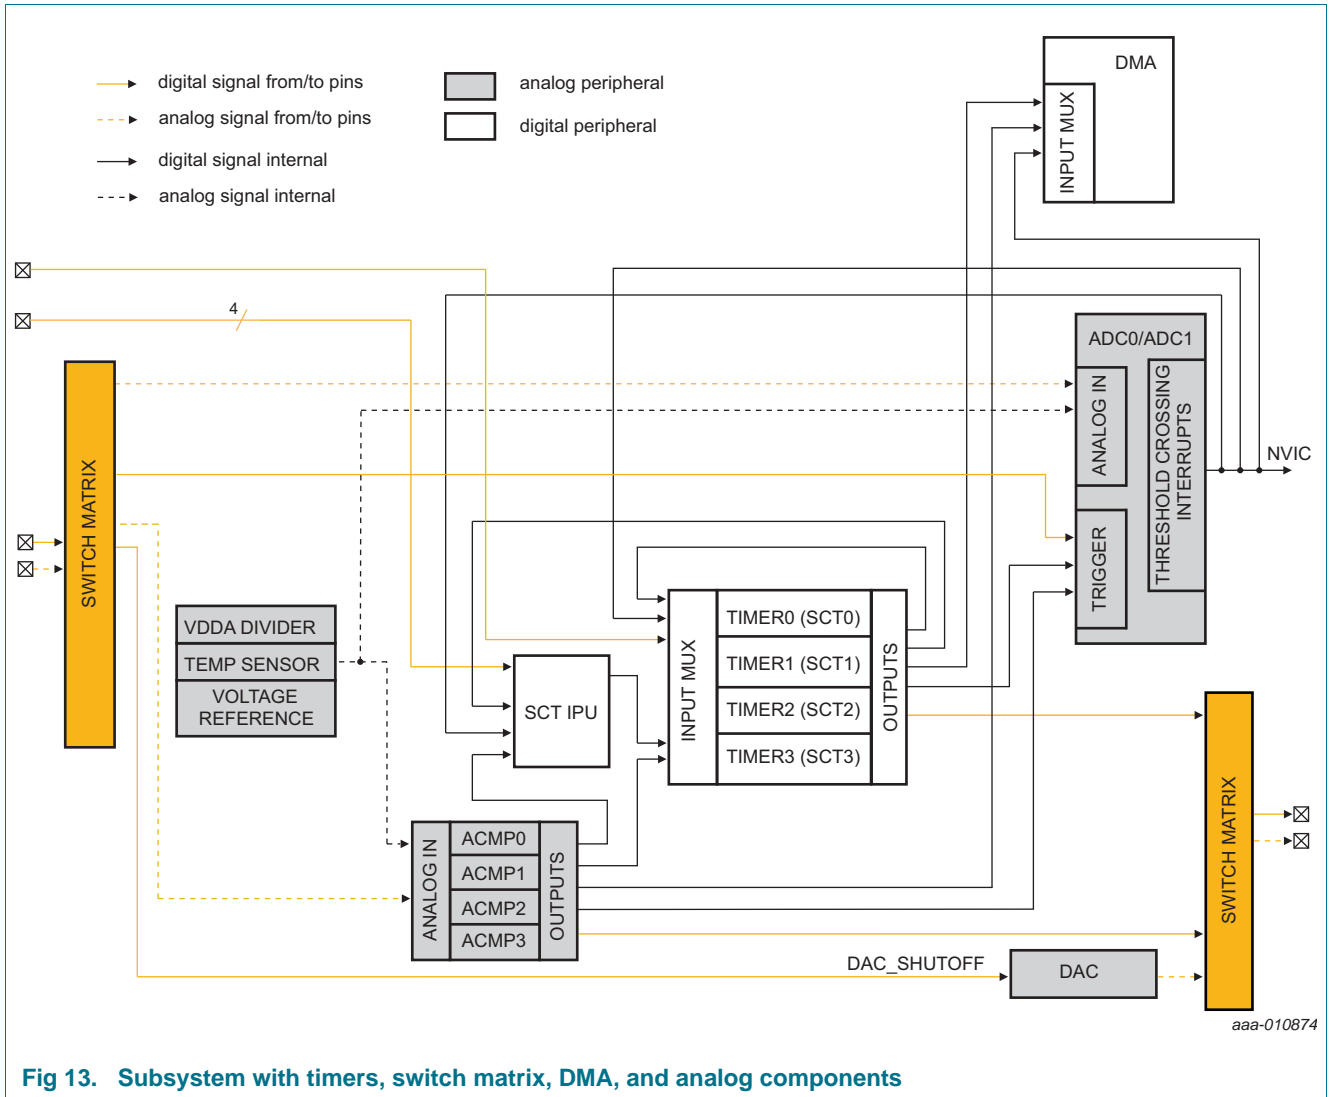 digital signal from/to pins
analog signal from/to pins
digital signal internal
analog signal internal
analog peripheral
digital peripheral
DMA
INPUT MUX
4
ADC0/ADC1
ANALOG IN
THRESHOLD CROSSING
INTERRUPTS
TRIGGER
NVIC
SWITCH MATRIX
VDDA DIVIDER
TEMP SENSOR
VOLTAGE
REFERENCE
SCT IPU
INPUT MUX
TIMER0 (SCT0)
TIMER1 (SCT1)
TIMER2 (SCT2)
TIMER3 (SCT3)
OUTPUTS
ANALOG IN
ACMP0
ACMP1
ACMP2
ACMP3
OUTPUTS
DAC_SHUTOFF
DAC
SWITCH MATRIX
aaa-010874
Fig 13. Subsystem with timers, switch matrix, DMA, and analog components